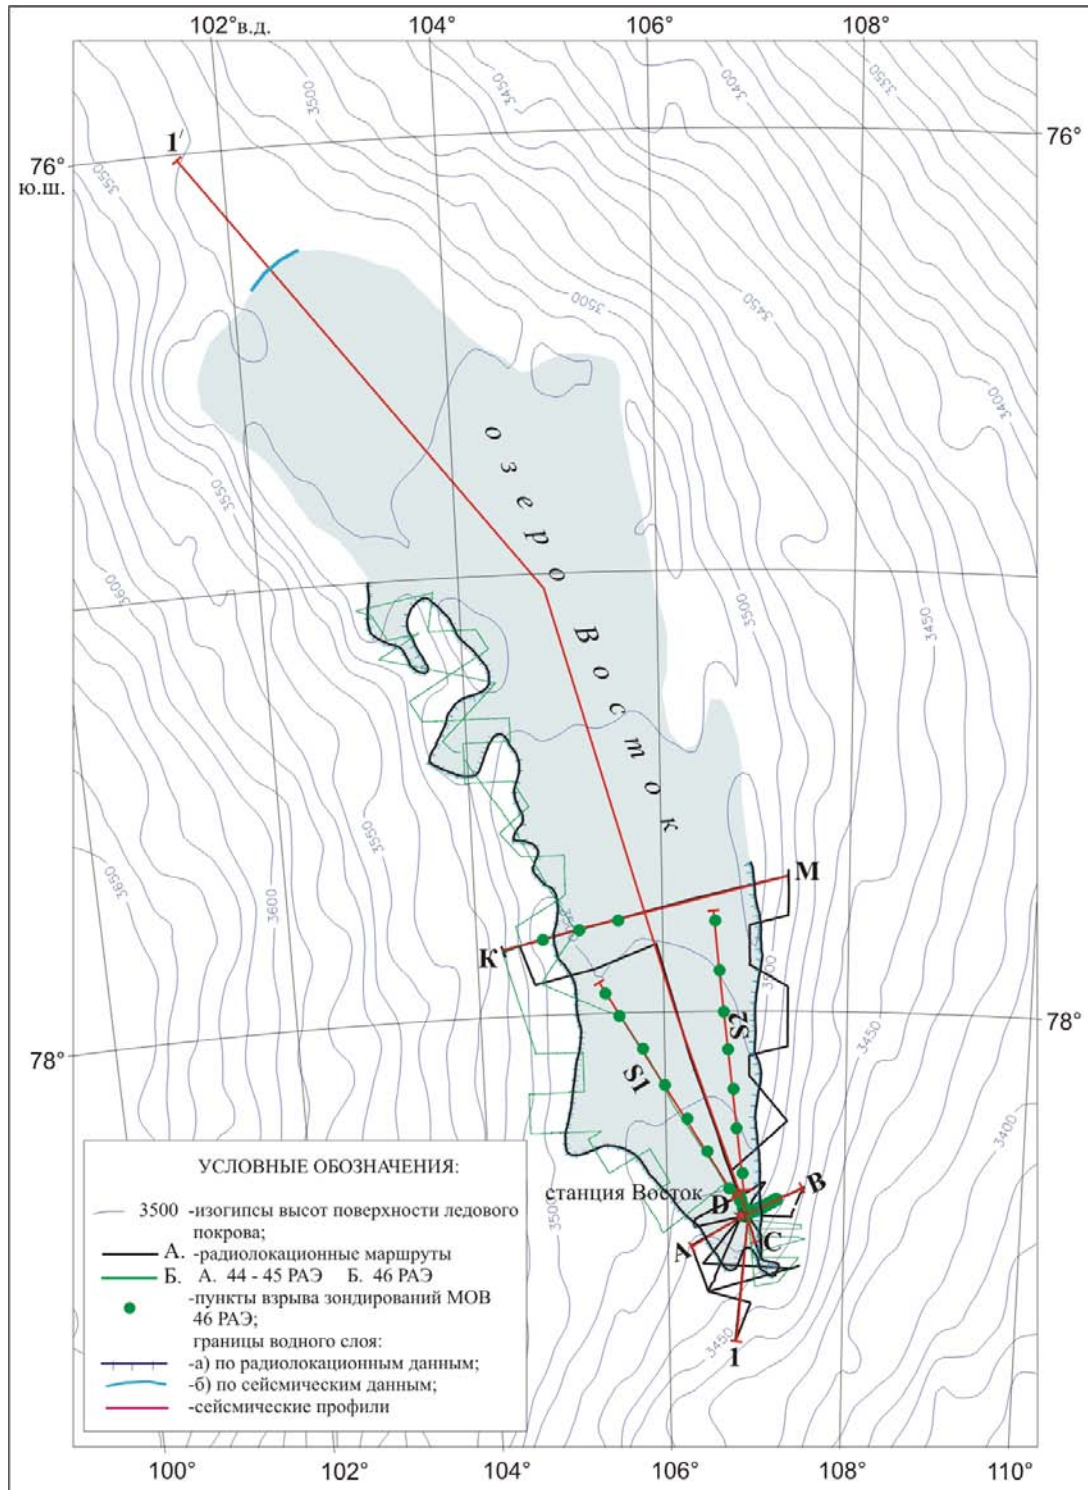 102°в.д.
104°
106°
108°
76°
ю.ш.
76°
1′
3500
3450
3400
3350
3550
3500
3450
3400
3550
3500
3450
3600
озеро Восток
3550
3650
3600
М
К
3500
S2
S1
3450
3400
78°
78°
3500
станция Восток
D
В
А
С
1
3450
УСЛОВНЫЕ ОБОЗНАЧЕНИЯ:
3500 -изогипсы высот поверхности ледового
покрова;
А. -радиолокационные маршруты
Б. А. 44 - 45 РАЭ Б. 46 РАЭ
-пункты взрыва зондирований МОВ
46 РАЭ;
границы водного слоя:
-а) по радиолокационным данным;
-б) по сейсмическим данным;
-сейсмические профили
100°
102°
104°
106°
108°
110°